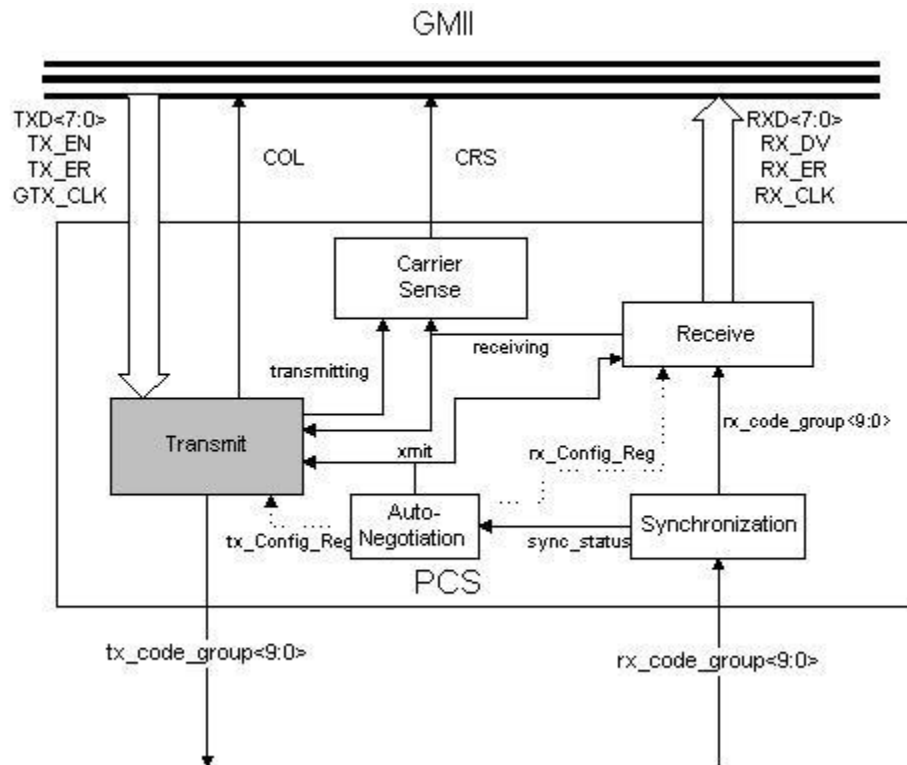 GMII
TXD<7:0>
TX_EN
TX_ER
GTX_CLK
COL
CRS
RXD<7:0>
RX_DV
RX_ER
RX_CLK
Carrier
Sense
Receive
receiving
transmitting
Transmit
xmit
rx_Config_Reg
rx_code_group<9:0>
Auto-
Negotiation
Synchronization
tx_Config_Reg
sync_status
PCS
tx_code_group<9:0>
rx_code_group<9:0>